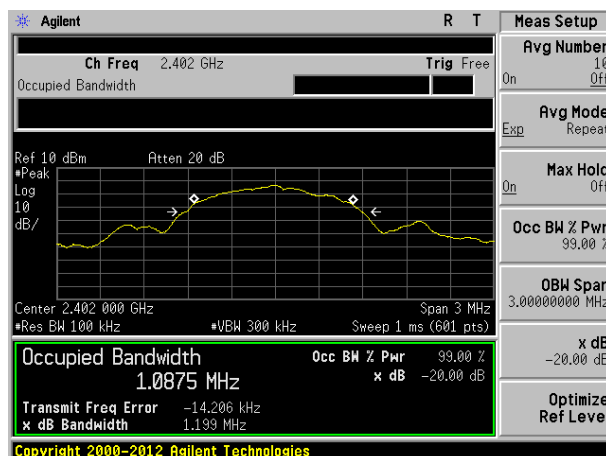 Agilent R T
Meas Setup
Ch Freq 2.402 GHz Trig Free
Occupied Bandwidth
Ref 10 dBm Atten 20 dB
#Peak
Log
10
dB/
Center 2.402 000 GHz Span 3 MHz
#Res BW 100 kHz #VBW 300 kHz Sweep 1 ms (601 pts)
Occupied Bandwidth Occ BW % Pwr 99.00 %
1.0875 MHz x dB -20.00 dB
Transmit Freq Error -14.206 kHz
x dB Bandwidth 1.199 MHz
Copyright 2000-2012 Agilent Technologies
Avg Number
10
On Off
Avg Mode
Exp Repeat
Max Hold
On Off
Occ BW % Pwr
99.00 %
OBW Span
3.00000000 MHz
x dB
-20.00 dB
Optimize
Ref Level